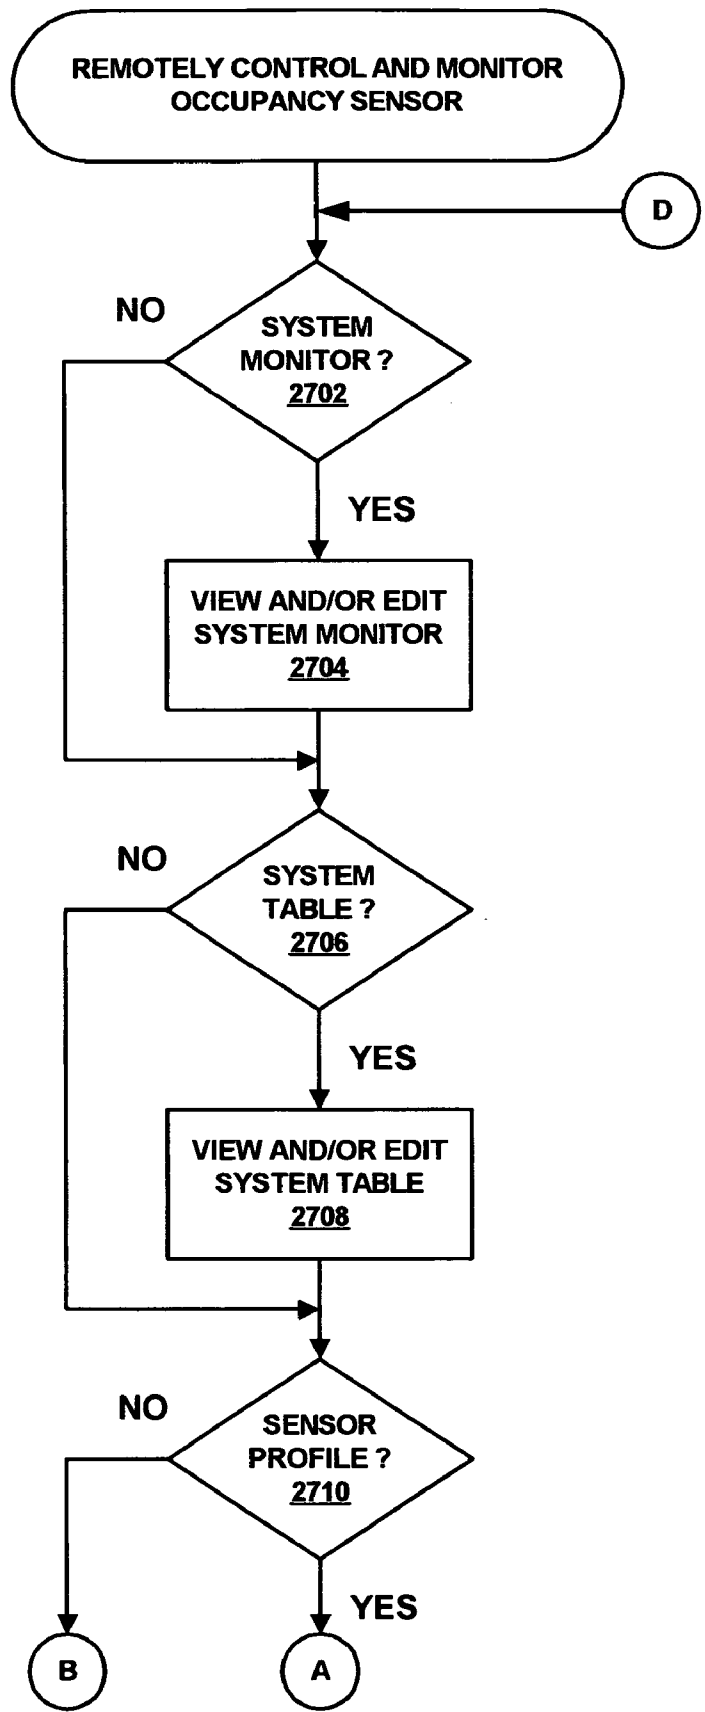 REMOTELY CONTROL AND MONITOR
OCCUPANCY SENSOR
D
NO
SYSTEM
MONITOR ?
2702
YES
VIEW AND/OR EDIT
SYSTEM MONITOR
2704
NO
SYSTEM
TABLE ?
2706
YES
VIEW AND/OR EDIT
SYSTEM TABLE
2708
NO
SENSOR
PROFILE ?
2710
YES
B
A